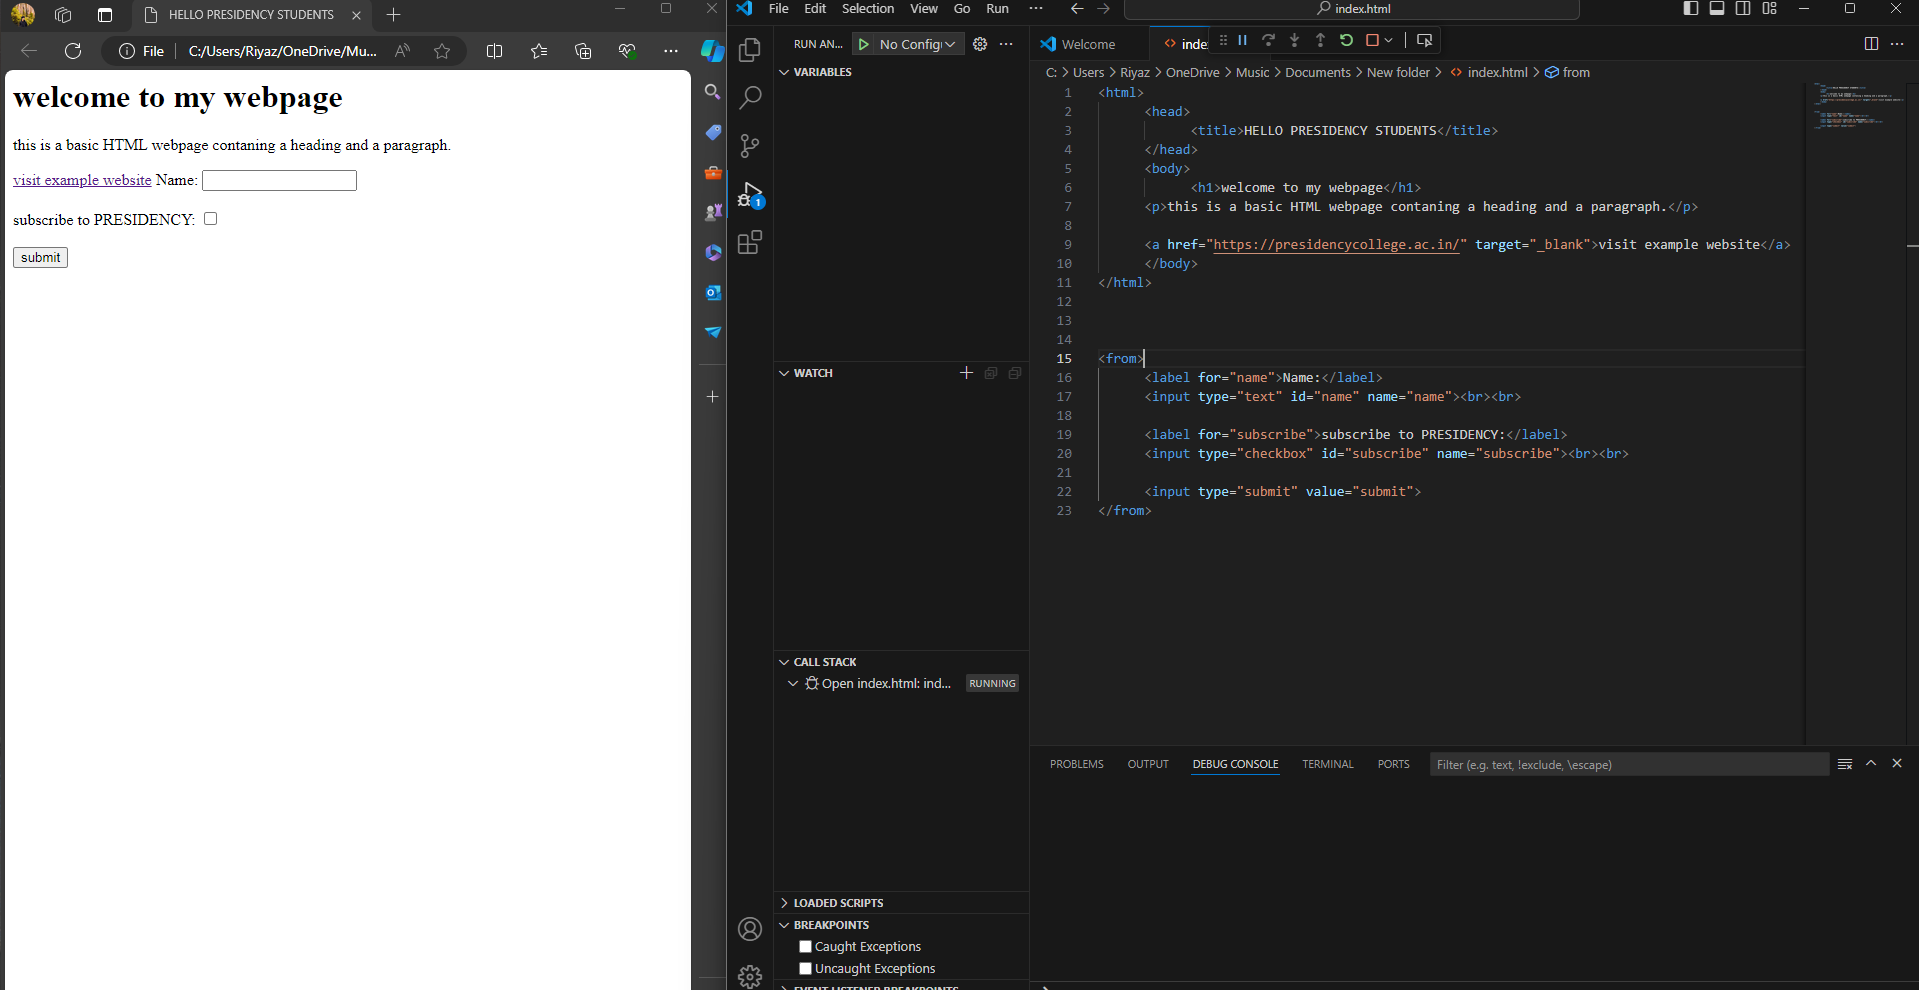 HELLO PRESIDENCY STUDENTS
File
C:/Users/Riyaz/OneDrive/Mu...
welcome to my webpage
this is a basic HTML webpage contaning a heading and a paragraph.
visit example website Name:
subscribe to PRESIDENCY:
submit
File Edit Selection View Go Run ···
index.html
RUN AN... No Config
VARIABLES
WATCH
CALL STACK
Open index.html: ind... RUNNING
LOADED SCRIPTS
BREAKPOINTS
Caught Exceptions
Uncaught Exceptions
EVENT LISTENER BREAKPOINTS
1
Welcome
<> inde
C: > Users > Riyaz > OneDrive > Music > Documents > New folder > <> index.html > from
1 <html>
2 <head>
3 <title>HELLO PRESIDENCY STUDENTS</title>
4 </head>
5 <body>
6 <h1>welcome to my webpage</h1>
7 <p>this is a basic HTML webpage contaning a heading and a paragraph.</p>
8
9 <a href="https://presidencycollege.ac.in/" target="_blank">visit example website</a>
10 </body>
11 </html>
12
13
14
15 <from>
16 <label for="name">Name:</label>
17 <input type="text" id="name" name="name"><br><br>
18
19 <label for="subscribe">subscribe to PRESIDENCY:</label>
20 <input type="checkbox" id="subscribe" name="subscribe"><br><br>
21
22 <input type="submit" value="submit">
23 </from>
PROBLEMS OUTPUT DEBUG CONSOLE TERMINAL PORTS
Filter (e.g. text, !exclude, \escape)